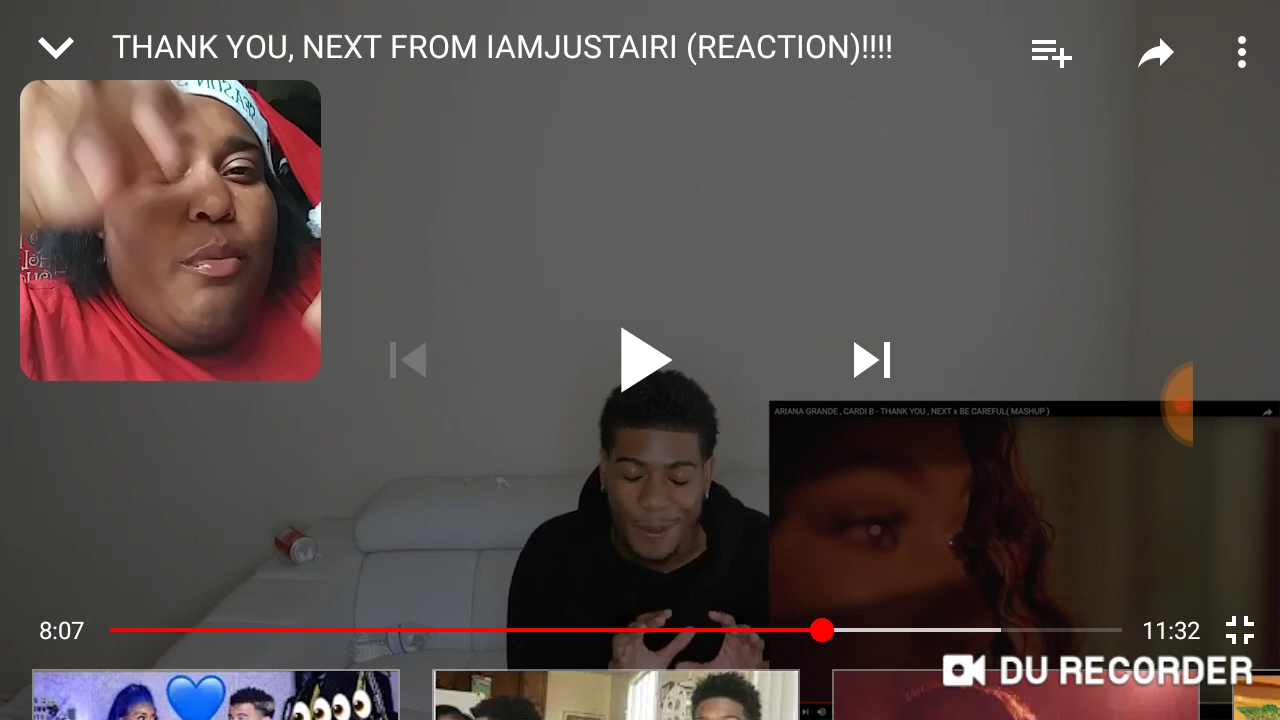 THANK YOU, NEXT FROM IAMJUSTAIRI (REACTION)!!!!
ARIANA GRANDE , CARDI B - THANK YOU , NEXT x BE CAREFUL( MASHUP )
8:07
11:32
DU RECORDER